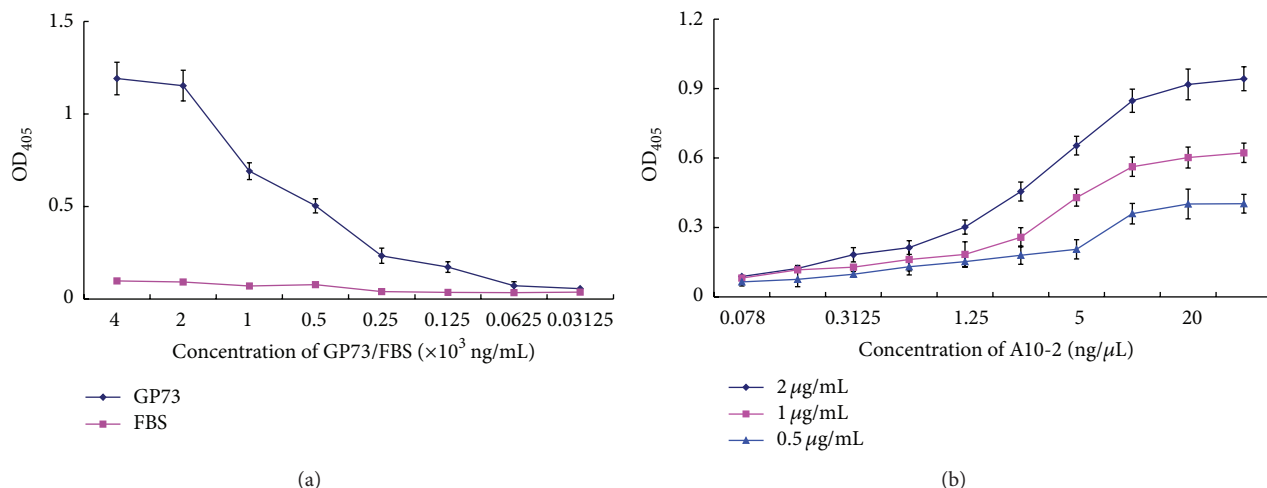 1.5
1
0.5
0
OD₄₀₅
4 2 1 0.5 0.25 0.125 0.0625 0.03125
Concentration of GP73/FBS (×10³ ng/mL)
GP73
FBS
(a)
1.2
0.9
0.6
0.3
0
OD₄₀₅
0.078 0.3125 1.25 5 20
Concentration of A10-2 (ng/μL)
2 μg/mL
1 μg/mL
0.5 μg/mL
(b)